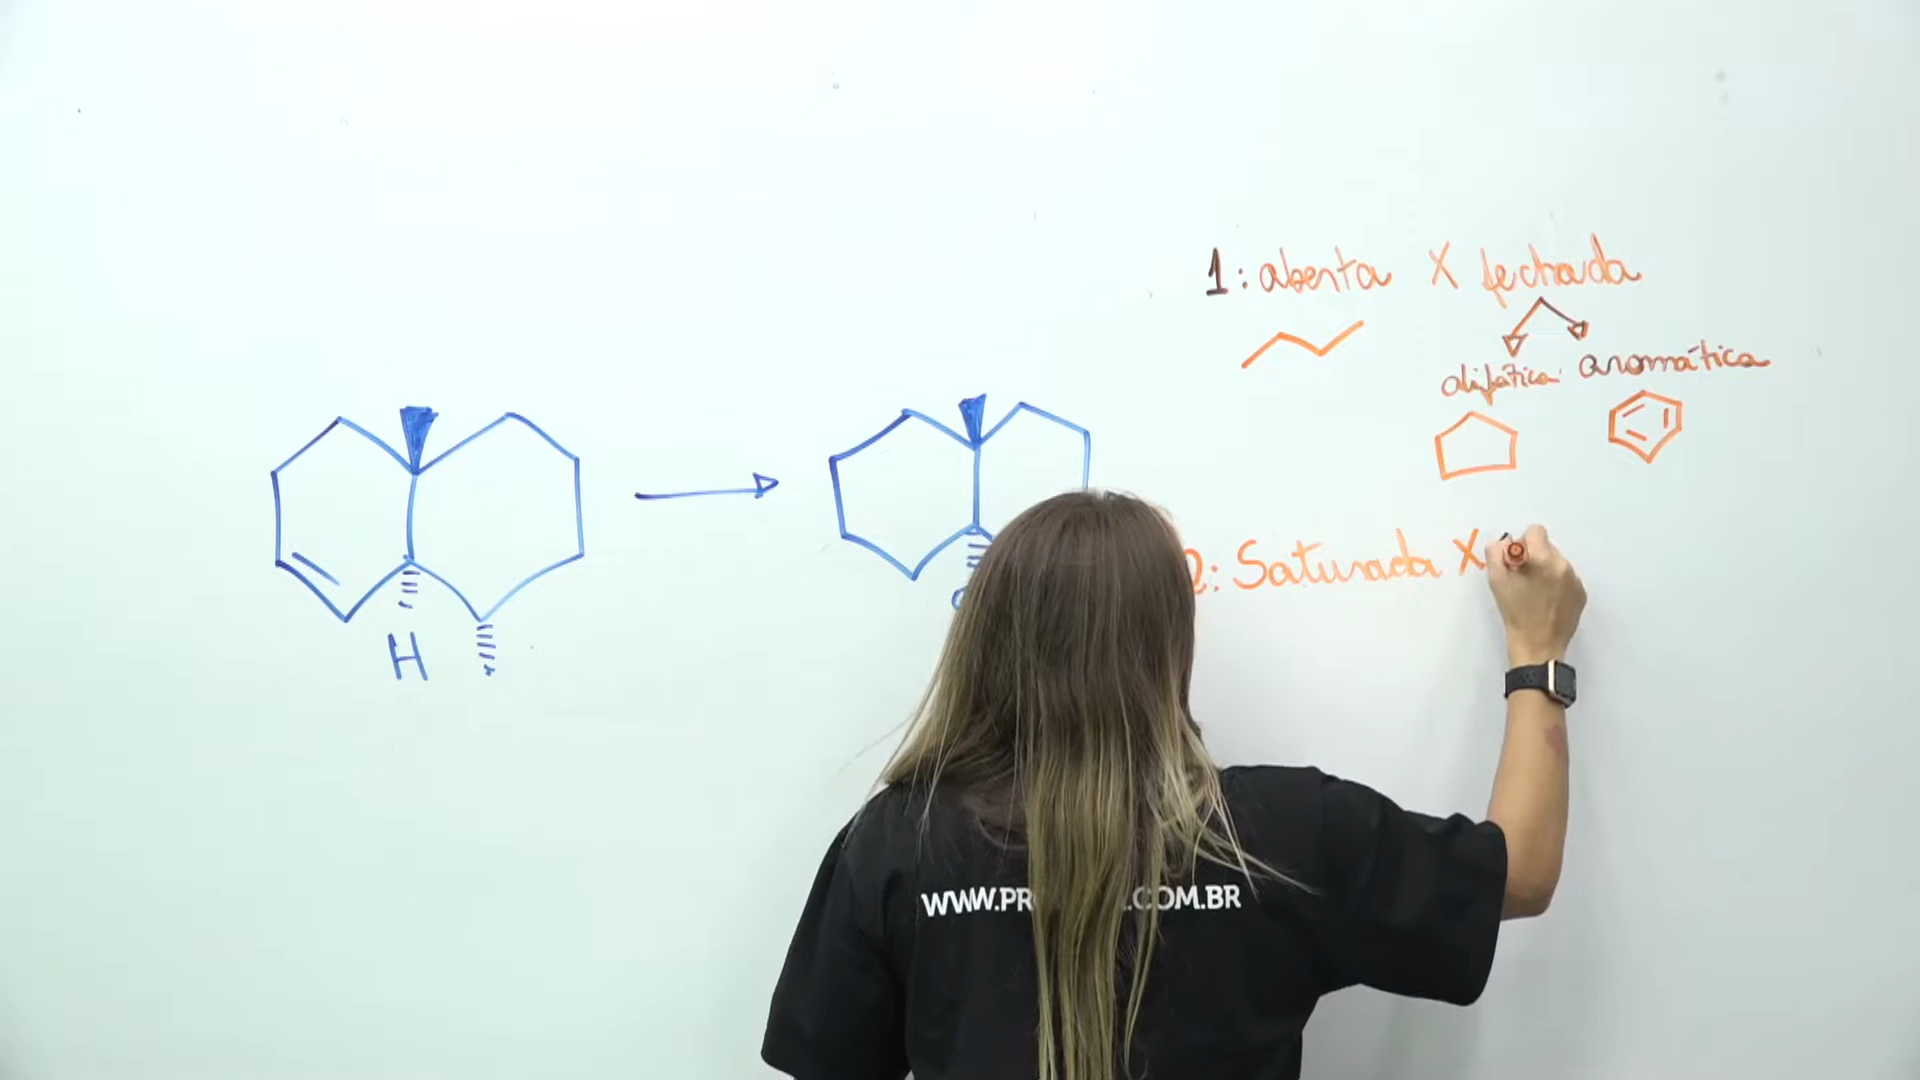 1: aberta X fechada
alifática aromática
2: Saturada X
H
WWW.PR .COM.BR